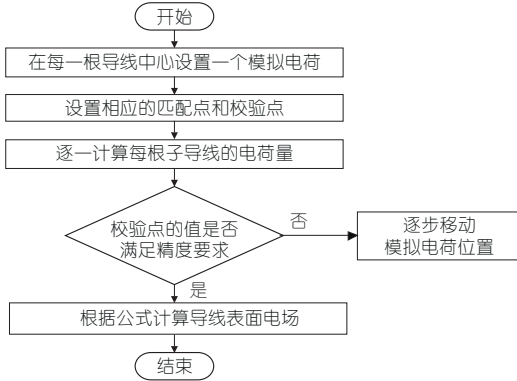 开始
在每一根导线中心设置一个模拟电荷
设置相应的匹配点和校验点
逐一计算每根子导线的电荷量
校验点的值是否
满足精度要求
否
逐步移动
模拟电荷位置
是
根据公式计算导线表面电场
结束